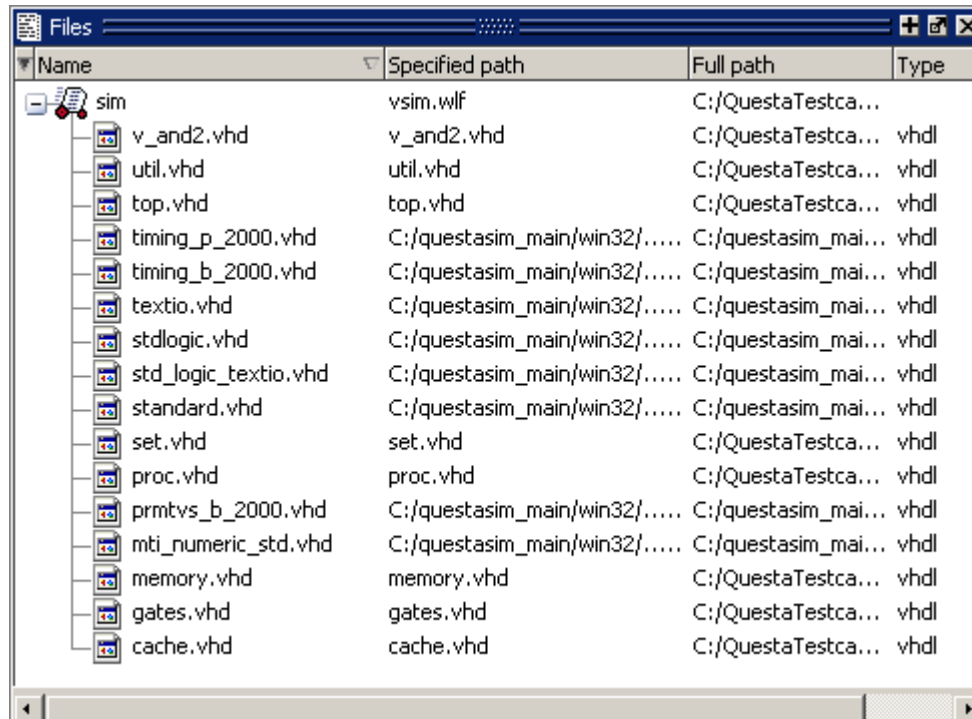 Files
Name Specified path Full path Type
sim vsim.wlf C:/QuestaTestca...
v_and2.vhd v_and2.vhd C:/QuestaTestca... vhdl
util.vhd util.vhd C:/QuestaTestca... vhdl
top.vhd top.vhd C:/QuestaTestca... vhdl
timing_p_2000.vhd C:/questasim_main/win32/..... C:/questasim_mai... vhdl
timing_b_2000.vhd C:/questasim_main/win32/..... C:/questasim_mai... vhdl
textio.vhd C:/questasim_main/win32/..... C:/questasim_mai... vhdl
stdlogic.vhd C:/questasim_main/win32/..... C:/questasim_mai... vhdl
std_logic_textio.vhd C:/questasim_main/win32/..... C:/questasim_mai... vhdl
standard.vhd C:/questasim_main/win32/..... C:/questasim_mai... vhdl
set.vhd set.vhd C:/QuestaTestca... vhdl
proc.vhd proc.vhd C:/QuestaTestca... vhdl
prmtvs_b_2000.vhd C:/questasim_main/win32/..... C:/questasim_mai... vhdl
mti_numeric_std.vhd C:/questasim_main/win32/..... C:/questasim_mai... vhdl
memory.vhd memory.vhd C:/QuestaTestca... vhdl
gates.vhd gates.vhd C:/QuestaTestca... vhdl
cache.vhd cache.vhd C:/QuestaTestca... vhdl